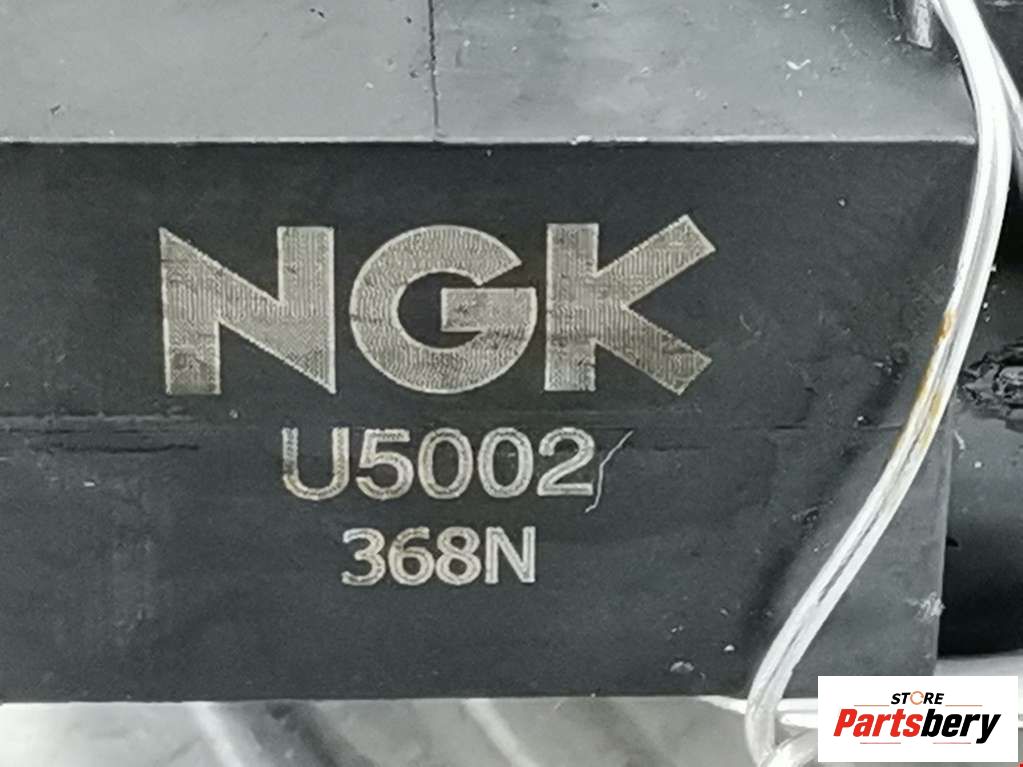 NGK
U5002
368N
STORE
Partsbery